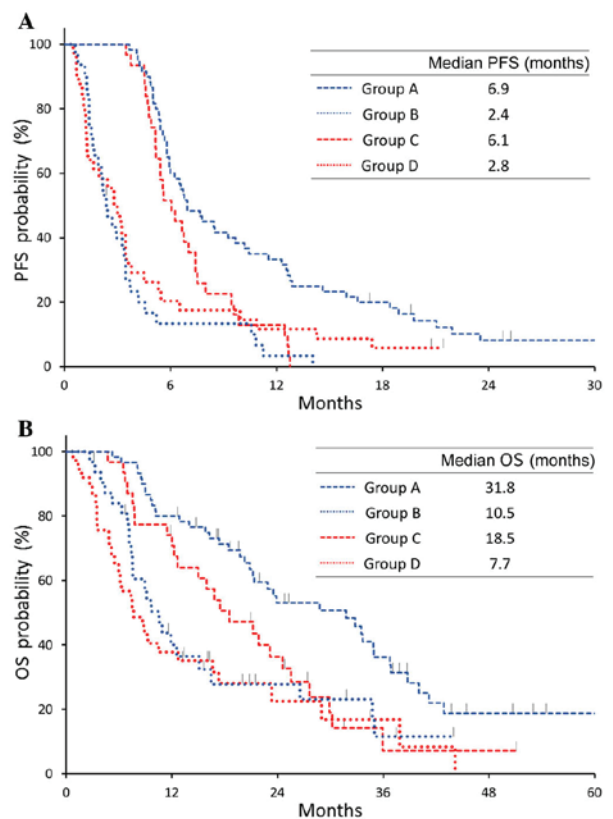 A
PFS probability (%)
100
80
60
40
20
0
0 6 12 18 24 30
Months
Median PFS (months)
Group A 6.9
Group B 2.4
Group C 6.1
Group D 2.8
B
OS probability (%)
100
80
60
40
20
0
0 12 24 36 48 60
Months
Median OS (months)
Group A 31.8
Group B 10.5
Group C 18.5
Group D 7.7